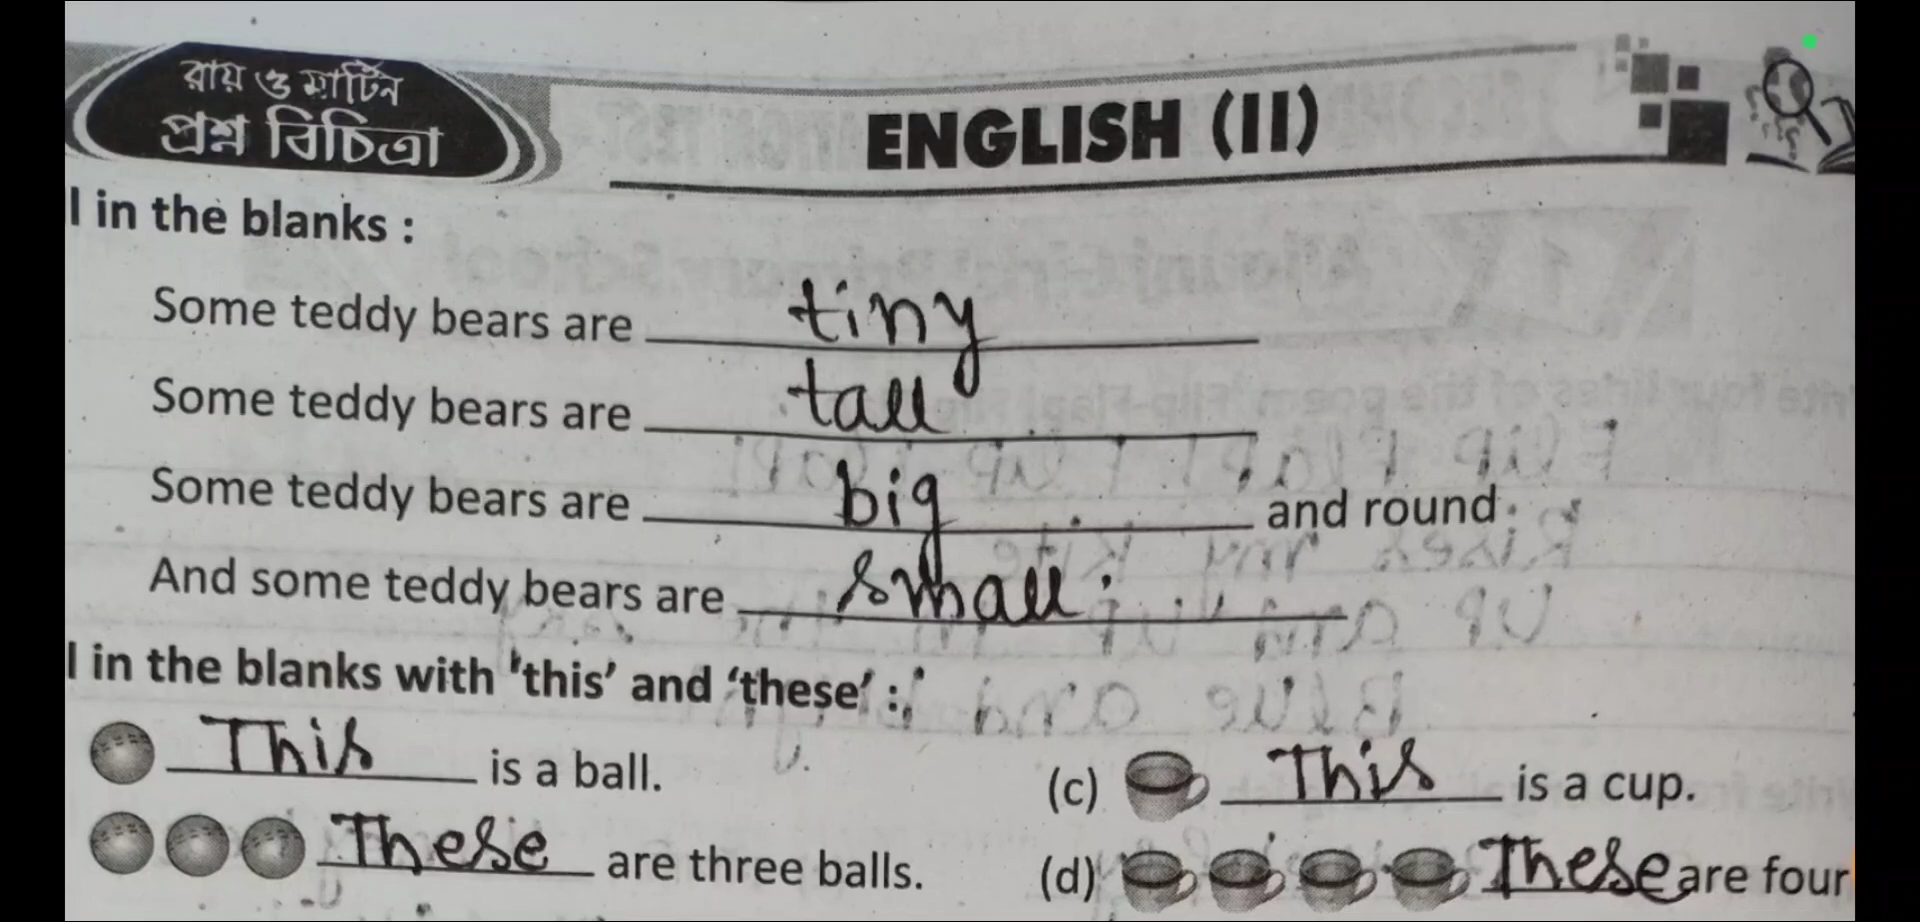 রায় ও মার্টিন
প্রশ্ন বিচিত্রা
ENGLISH (II)
l in the blanks :
Some teddy bears are tiny
Some teddy bears are tall
Some teddy bears are big and round
And some teddy bears are small.
l in the blanks with 'this' and 'these' :
This is a ball.
(c) This is a cup.
These are three balls.
(d) These are four